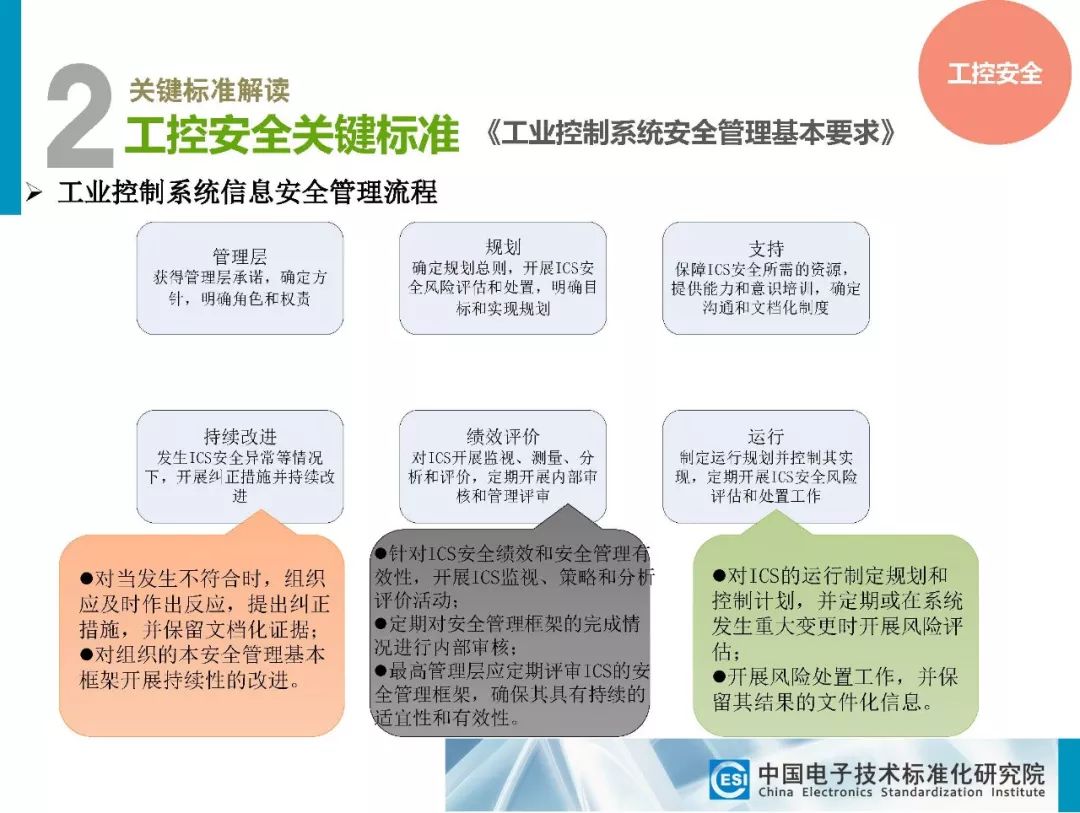 工控安全
2
关键标准解读
工控安全关键标准
《工业控制系统安全管理基本要求》
工业控制系统信息安全管理流程
管理层
获得管理层承诺，确定方
针，明确角色和权责
规划
确定规划总则，开展ICS安
全风险评估和处置，明确目
标和实现规划
支持
保障ICS安全所需的资源，
提供能力和意识培训，确定
沟通和文档化制度
持续改进
发生ICS安全异常等情况
下，开展纠正措施并持续改
进
绩效评价
对ICS开展监视、测量、分
析和评价，定期开展内部审
核和管理评审
运行
制定运行规划并控制其实
现，定期开展ICS安全风险
评估和处置工作
●对当发生不符合时，组织
应及时作出反应，提出纠正
措施，并保留文档化证据；
●对组织的本安全管理基本
框架开展持续性的改进。
●针对ICS安全绩效和安全管理有
效性，开展ICS监视、策略和分析
评价活动；
●定期对安全管理框架的完成情
况进行内部审核；
●最高管理层应定期评审ICS的安
全管理框架，确保其具有持续的
适宜性和有效性。
●对ICS的运行制定规划和
控制计划，并定期或在系统
发生重大变更时开展风险评
估；
●开展风险处置工作，并保
留其结果的文件化信息。
CESI
中国电子技术标准化研究院
China Electronics Standardization Institute